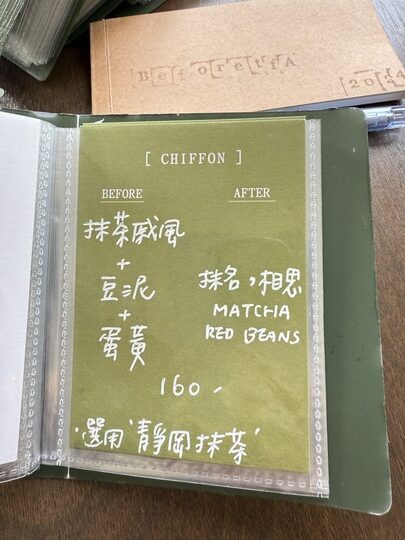 [ CHIFFON ]
BEFORE AFTER
抹茶戚風
+
豆泥
+
蛋黃
抹名，相思
MATCHA
RED BEANS
160 -
·選用'靜岡抹茶'